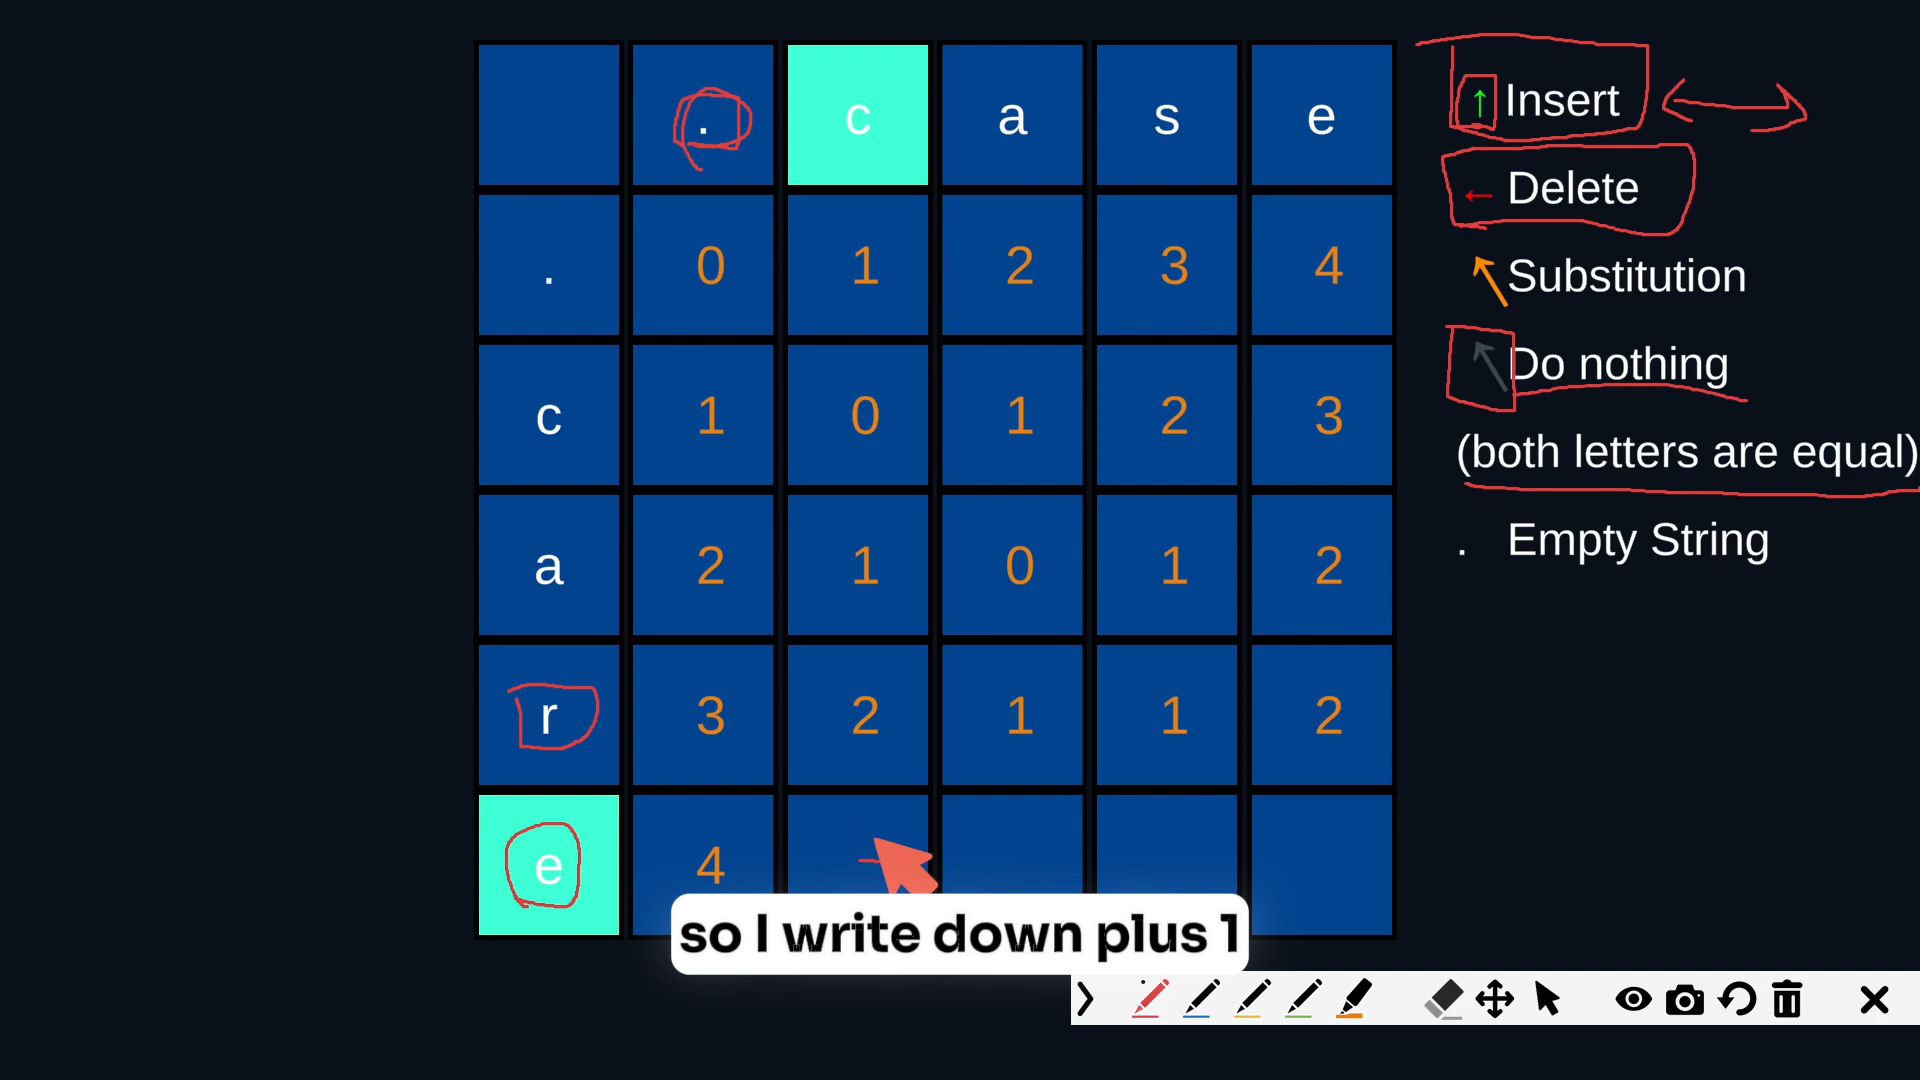 . c a s e
. 0 1 2 3 4
c 1 0 1 2 3
a 2 1 0 1 2
r 3 2 1 1 2
e 4
↑ Insert
← Delete
↖ Substitution
↖ Do nothing
(both letters are equal)
. Empty String
so I write down plus 1